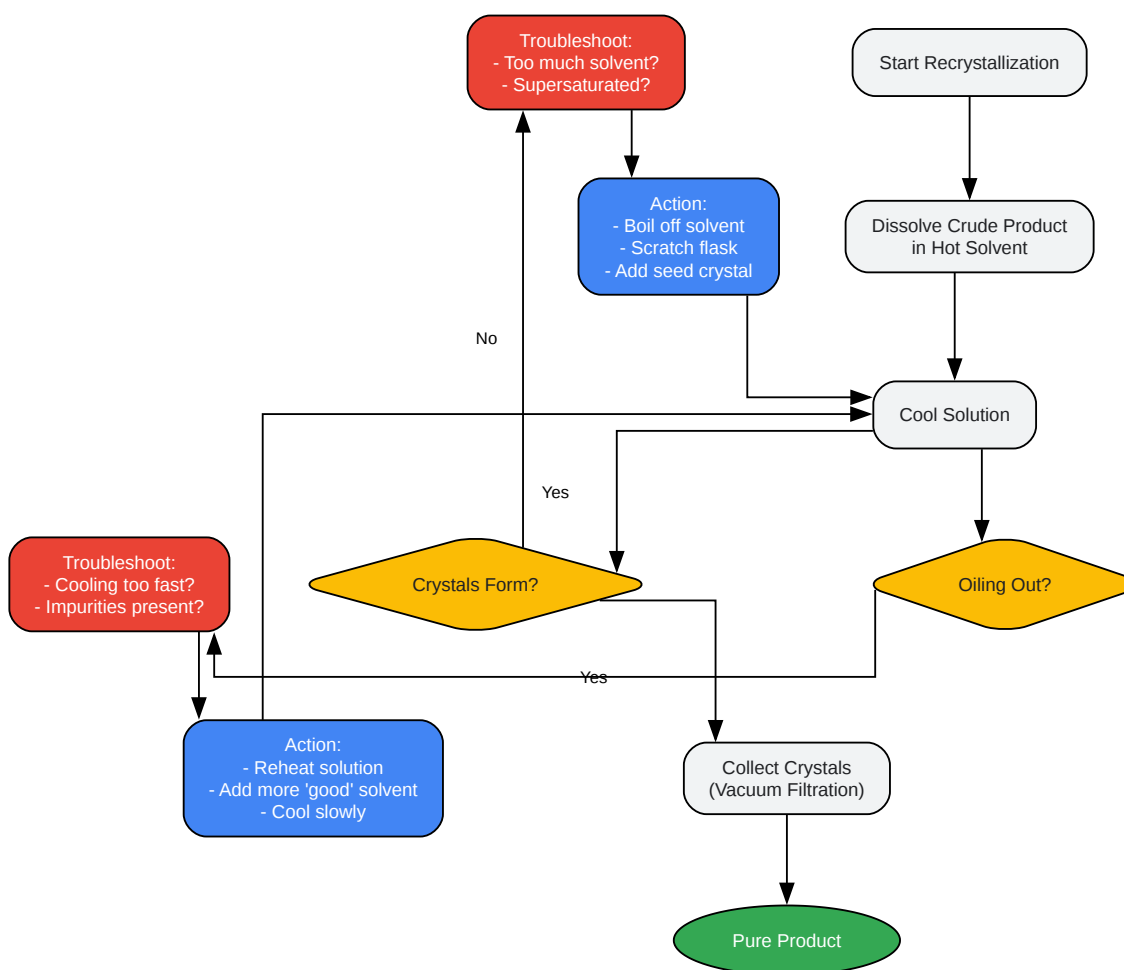 Troubleshoot:
- Too much solvent?
- Supersaturated?
Start Recrystallization
Action:
- Boil off solvent
- Scratch flask
- Add seed crystal
Dissolve Crude Product
in Hot Solvent
No
Cool Solution
Yes
Troubleshoot:
- Cooling too fast?
- Impurities present?
Crystals Form?
Oiling Out?
Yes
Action:
- Reheat solution
- Add more 'good' solvent
- Cool slowly
Collect Crystals
(Vacuum Filtration)
Pure Product